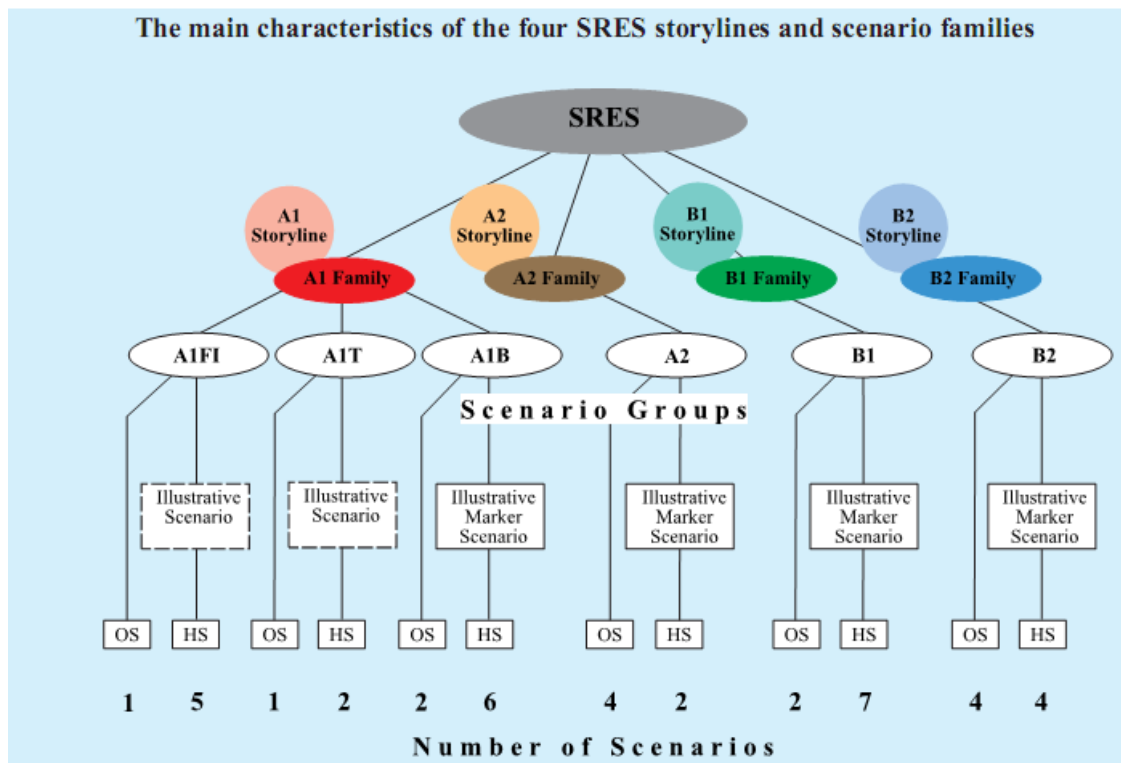 The main characteristics of the four SRES storylines and scenario families
SRES
A1
Storyline
A2
Storyline
B1
Storyline
B2
Storyline
A1 Family
A2 Family
B1 Family
B2 Family
A1FI
A1T
A1B
A2
B1
B2
Scenario Groups
Illustrative
Scenario
Illustrative
Scenario
Illustrative
Marker
Scenario
Illustrative
Marker
Scenario
Illustrative
Marker
Scenario
Illustrative
Marker
Scenario
OS
HS
OS
HS
OS
HS
OS
HS
OS
HS
OS
HS
1
5
1
2
2
6
4
2
2
7
4
4
Number of Scenarios